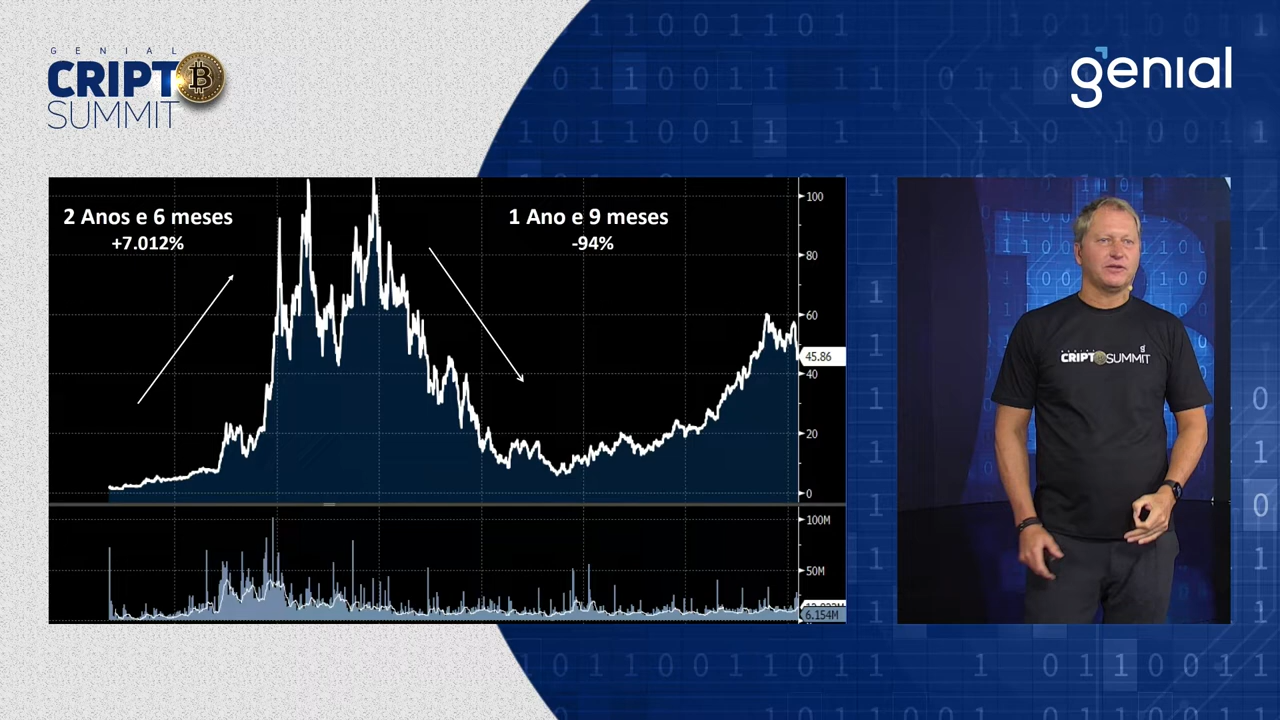 GENIAL
CRIPTO
SUMMIT
genial
2 Anos e 6 meses
+7.012%
1 Ano e 9 meses
-94%
100
80
60
45.86
40
20
0
100M
50M
6.154M
GENIAL
CRIPTO SUMMIT